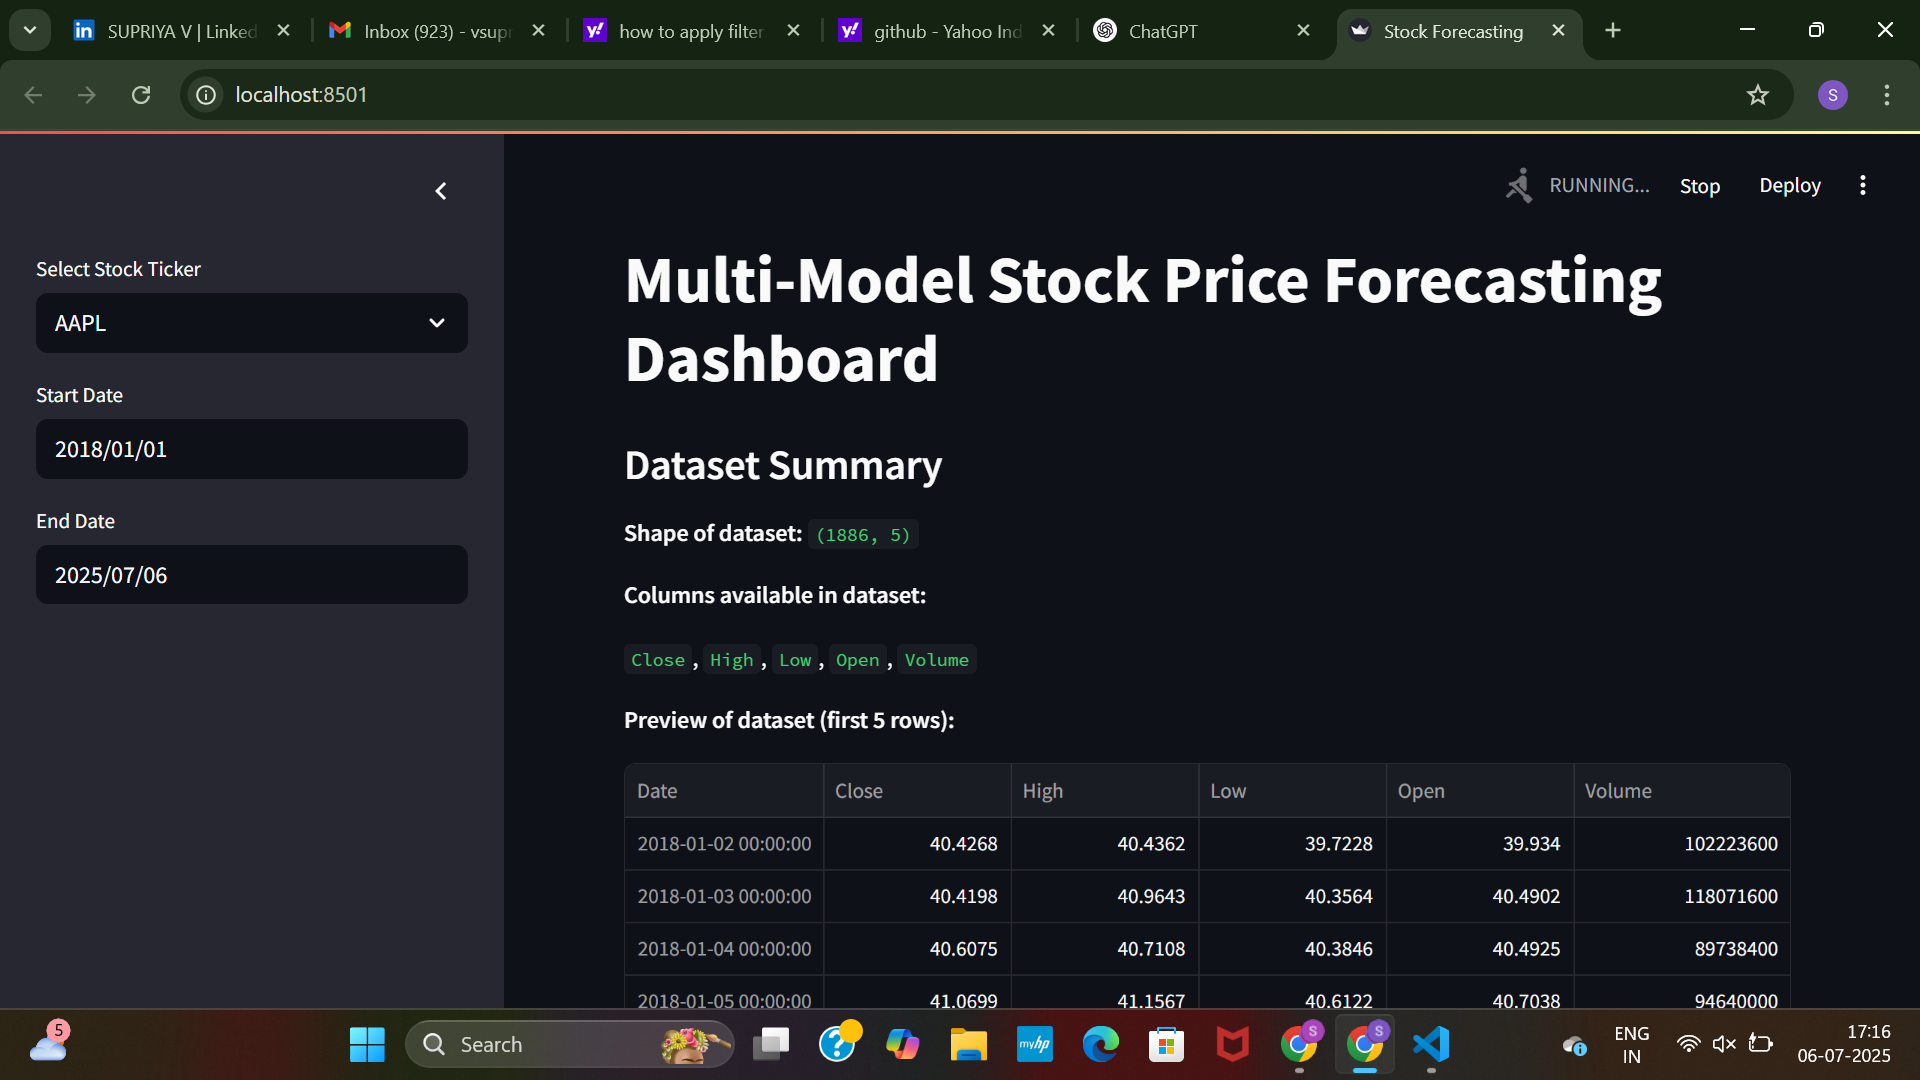 SUPRIYA V | Linked
Inbox (923) - vsupr
how to apply filter
github - Yahoo Ind
ChatGPT
Stock Forecasting
localhost:8501
S
RUNNING...
Stop
Deploy
Select Stock Ticker
AAPL
Start Date
2018/01/01
End Date
2025/07/06
Multi-Model Stock Price Forecasting
Dashboard
Dataset Summary
Shape of dataset: (1886, 5)
Columns available in dataset:
Close, High, Low, Open, Volume
Preview of dataset (first 5 rows):
Date Close High Low Open Volume
2018-01-02 00:00:00 40.4268 40.4362 39.7228 39.934 102223600
2018-01-03 00:00:00 40.4198 40.9643 40.3564 40.4902 118071600
2018-01-04 00:00:00 40.6075 40.7108 40.3846 40.4925 89738400
2018-01-05 00:00:00 41.0699 41.1567 40.6122 40.7038 94640000
5
Search
myhp
S
S
ENG
IN
17:16
06-07-2025